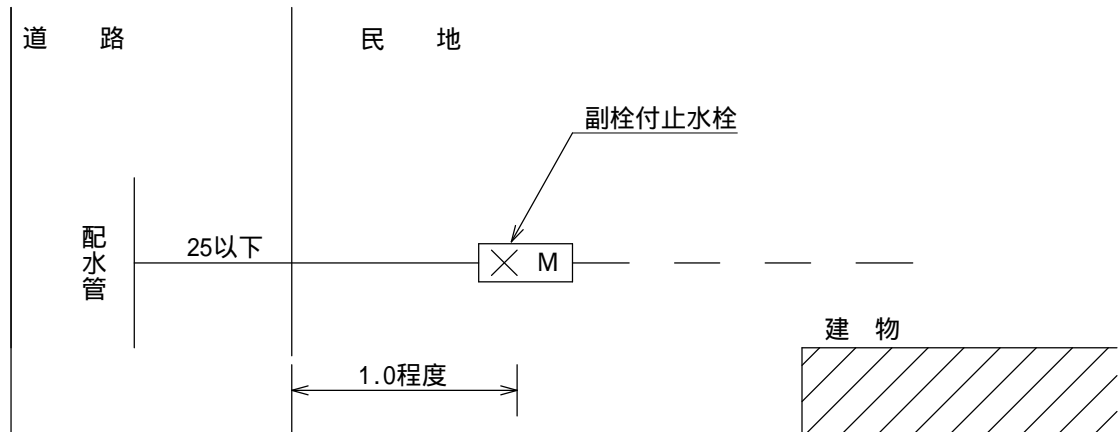 道　路
民　地
副栓付止水栓
配水管
25以下
M
建　物
1.0程度